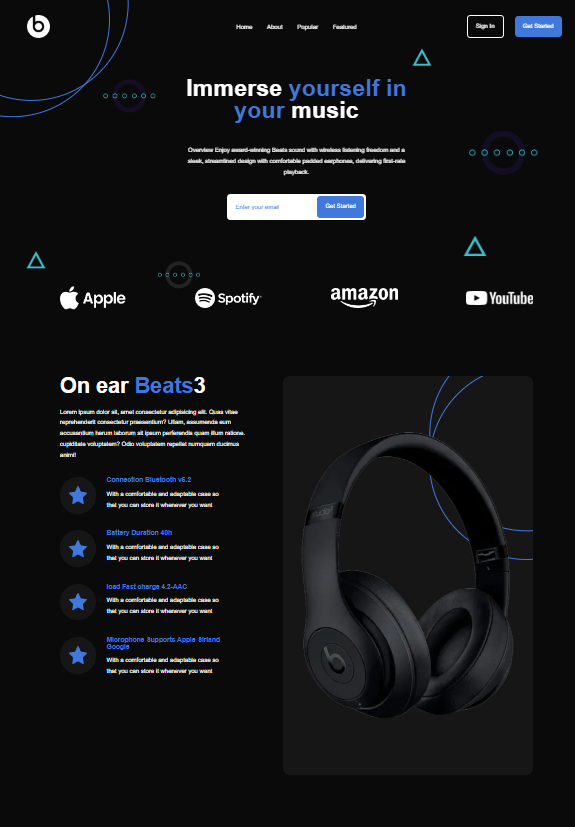 b
Home About Popular Featured
Sign In
Get Started
Immerse yourself in
your music
Overview Enjoy award-winning Beats sound with wireless listening freedom and a
sleek, streamlined design with comfortable padded earphones, delivering first-rate
playback.
Enter your email
Get Started
Apple
Spotify
amazon
YouTube
On ear Beats3
Lorem ipsum dolor sit, amet consectetur adipisicing elit. Quas vitae
reprehenderit consectetur praesentium? Ullam, assumenda eum
accusantium harum laborum sit ipsum perferendis quam illum ratione.
cupiditate voluptatem? Odio voluptatem repellat numquam ducimus
animi!
Connection Bluetooth v5.2
With a comfortable and adaptable case so
that you can store it whenever you want
Battery Duration 40h
With a comfortable and adaptable case so
that you can store it whenever you want
load Fast charge 4.2-AAC
With a comfortable and adaptable case so
that you can store it whenever you want
Microphone Supports Apple Siriand
Google
With a comfortable and adaptable case so
that you can store it whenever you want
studio
b